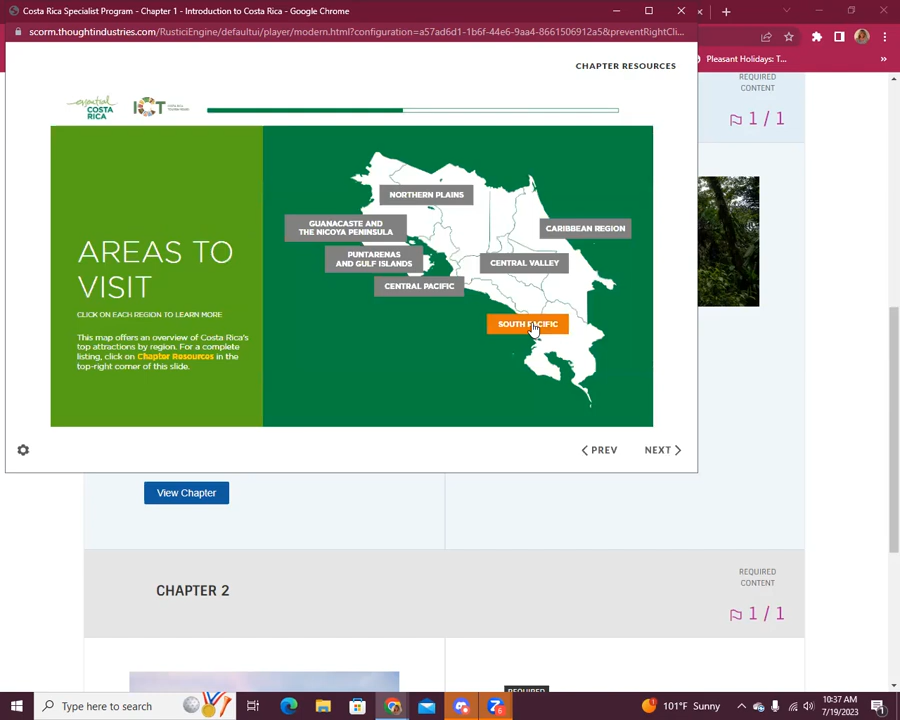 Costa Rica Specialist Program - Chapter 1 - Introduction to Costa Rica - Google Chrome
scorm.thoughtindustries.com/RusticiEngine/defaultui/player/modern.html?configuration=a57ad6d1-1b6f-44e6-9aa4-8661506912a5&preventRightCli...
Pleasant Holidays: T...
CHAPTER RESOURCES
essential
COSTA
RICA
ICT
REQUIRED
CONTENT
1 / 1
NORTHERN PLAINS
GUANACASTE AND
THE NICOYA PENINSULA
CARIBBEAN REGION
PUNTARENAS
AND GULF ISLANDS
CENTRAL VALLEY
CENTRAL PACIFIC
SOUTH PACIFIC
AREAS TO
VISIT
CLICK ON EACH REGION TO LEARN MORE
This map offers an overview of Costa Rica's
top attractions by region. For a complete
listing, click on Chapter Resources in the
top-right corner of this slide.
PREV
NEXT
View Chapter
CHAPTER 2
REQUIRED
CONTENT
1 / 1
REQUIRED
Type here to search
101°F Sunny
10:37 AM
7/19/2023